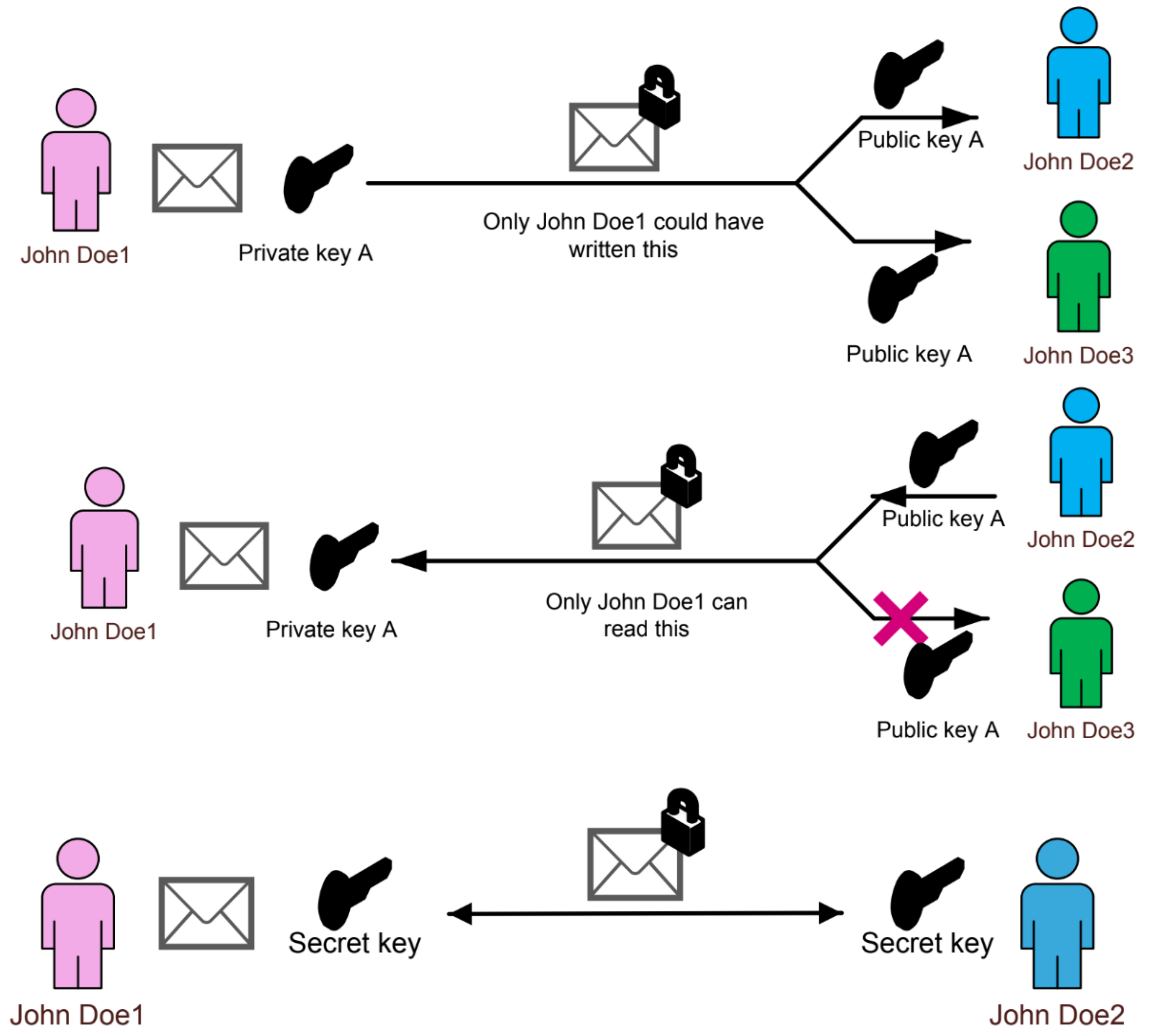 Public key A
John Doe2
Only John Doe1 could have
written this
John Doe1
Private key A
Public key A
John Doe3
Public key A
John Doe2
Only John Doe1 can
read this
John Doe1
Private key A
Public key A
John Doe3
Secret key
Secret key
John Doe1
John Doe2